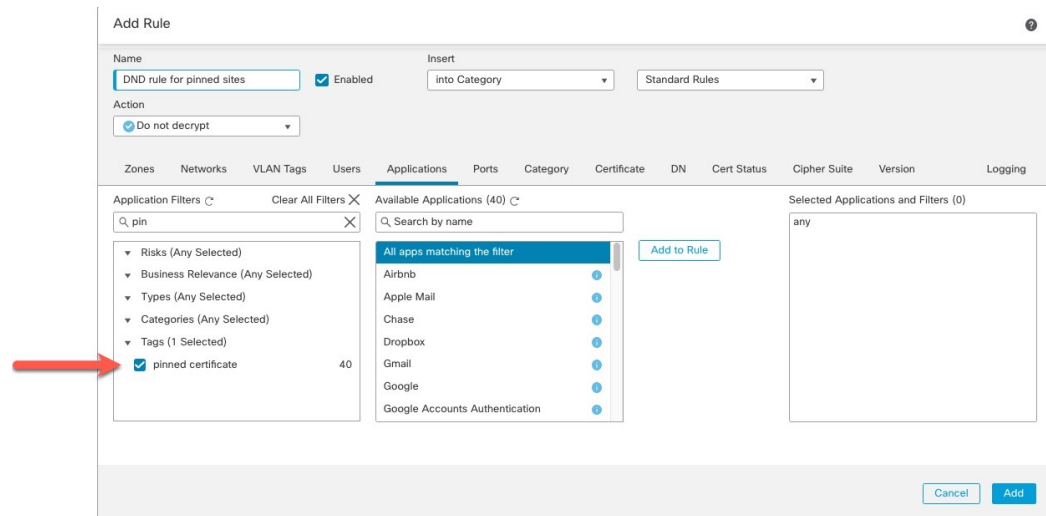 Add Rule
Name
Insert
DND rule for pinned sites
Enabled
into Category
Standard Rules
Action
Do not decrypt
Zones Networks VLAN Tags Users Applications Ports Category Certificate DN Cert Status Cipher Suite Version Logging
Application Filters Clear All Filters
Available Applications (40)
Selected Applications and Filters (0)
pin
Search by name
any
Risks (Any Selected)
Business Relevance (Any Selected)
Types (Any Selected)
Categories (Any Selected)
Tags (1 Selected)
pinned certificate 40
All apps matching the filter
Airbnb
Apple Mail
Chase
Dropbox
Gmail
Google
Google Accounts Authentication
Add to Rule
Cancel
Add